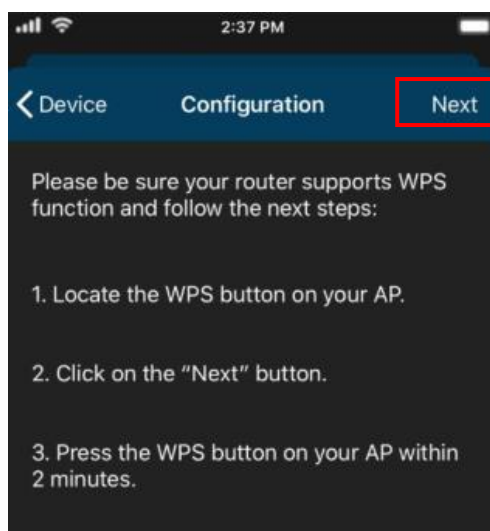 2:37 PM
Device Configuration Next
Please be sure your router supports WPS
function and follow the next steps:
1. Locate the WPS button on your AP.
2. Click on the “Next” button.
3. Press the WPS button on your AP within
2 minutes.